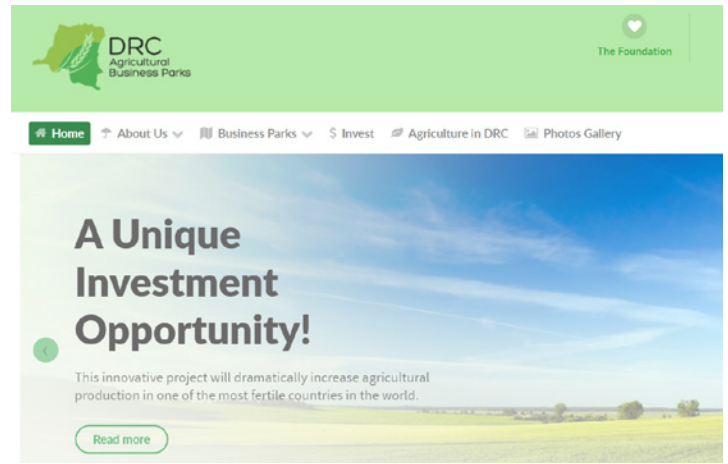 DRC
Agricultural
Business Parks
The Foundation
Home About Us Business Parks $ Invest Agriculture in DRC Photos Gallery
A Unique
Investment
Opportunity!
This innovative project will dramatically increase agricultural
production in one of the most fertile countries in the world.
Read more